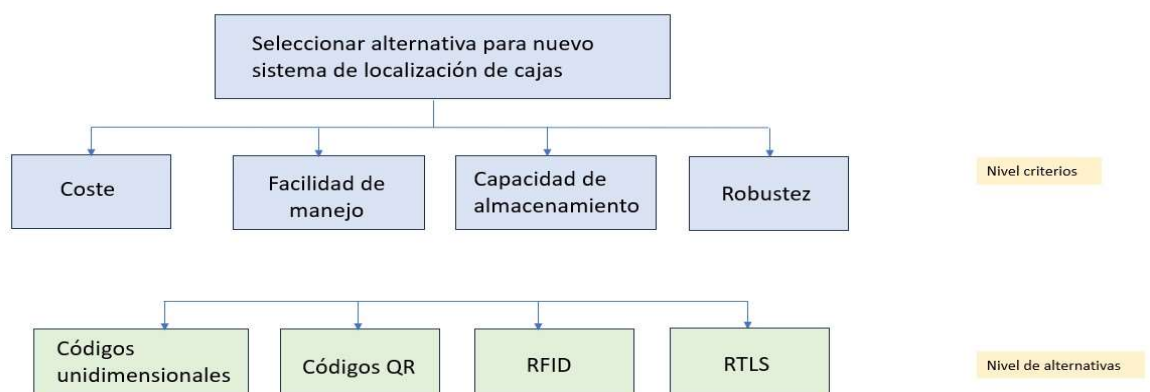 Seleccionar alternativa para nuevo
sistema de localización de cajas
Coste
Facilidad de
manejo
Capacidad de
almacenamiento
Robustez
Nivel criterios
Códigos
unidimensionales
Códigos QR
RFID
RTLS
Nivel de alternativas